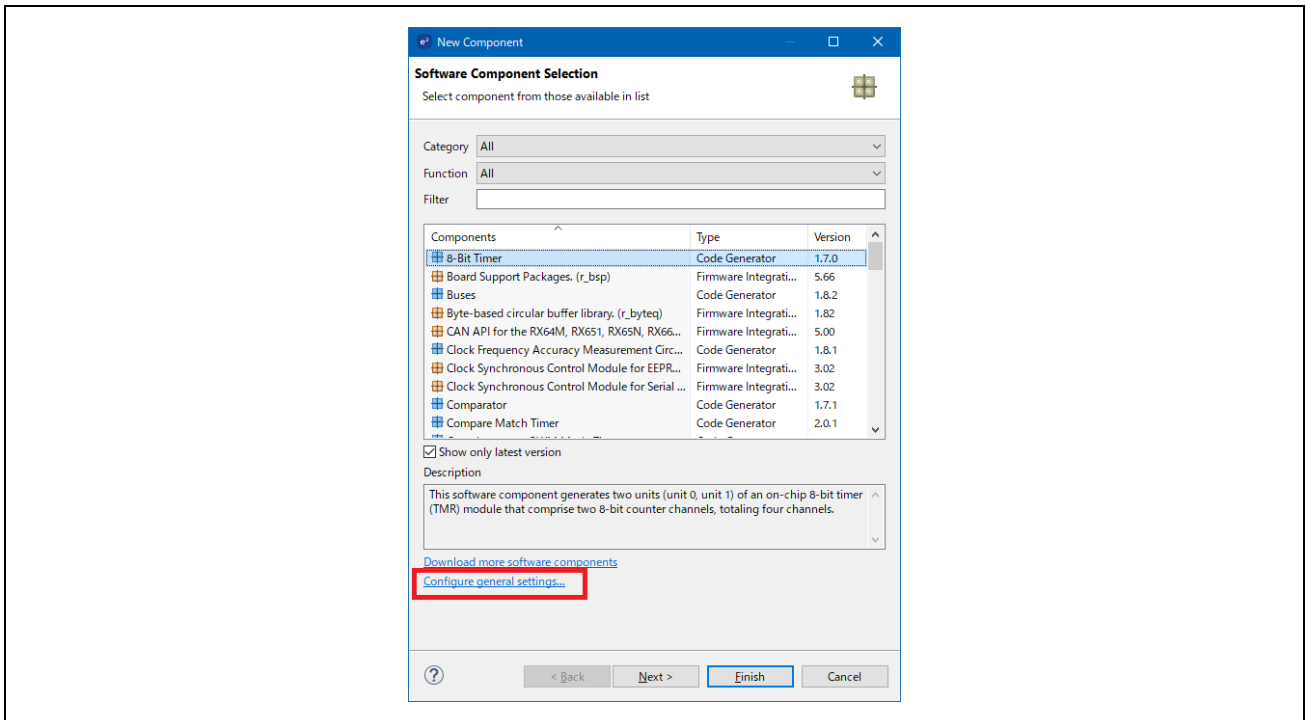 e² New Component
Software Component Selection
Select component from those available in list
Category All
Function All
Filter
Components Type Version
8-Bit Timer Code Generator 1.7.0
Board Support Packages. (r_bsp) Firmware Integrati... 5.66
Buses Code Generator 1.8.2
Byte-based circular buffer library. (r_byteq) Firmware Integrati... 1.82
CAN API for the RX64M, RX651, RX65N, RX66... Firmware Integrati... 5.00
Clock Frequency Accuracy Measurement Circ... Code Generator 1.8.1
Clock Synchronous Control Module for EEPR... Firmware Integrati... 3.02
Clock Synchronous Control Module for Serial ... Firmware Integrati... 3.02
Comparator Code Generator 1.7.1
Compare Match Timer Code Generator 2.0.1
Show only latest version
Description
This software component generates two units (unit 0, unit 1) of an on-chip 8-bit timer
(TMR) module that comprise two 8-bit counter channels, totaling four channels.
Download more software components
Configure general settings...
? < Back Next > Finish Cancel